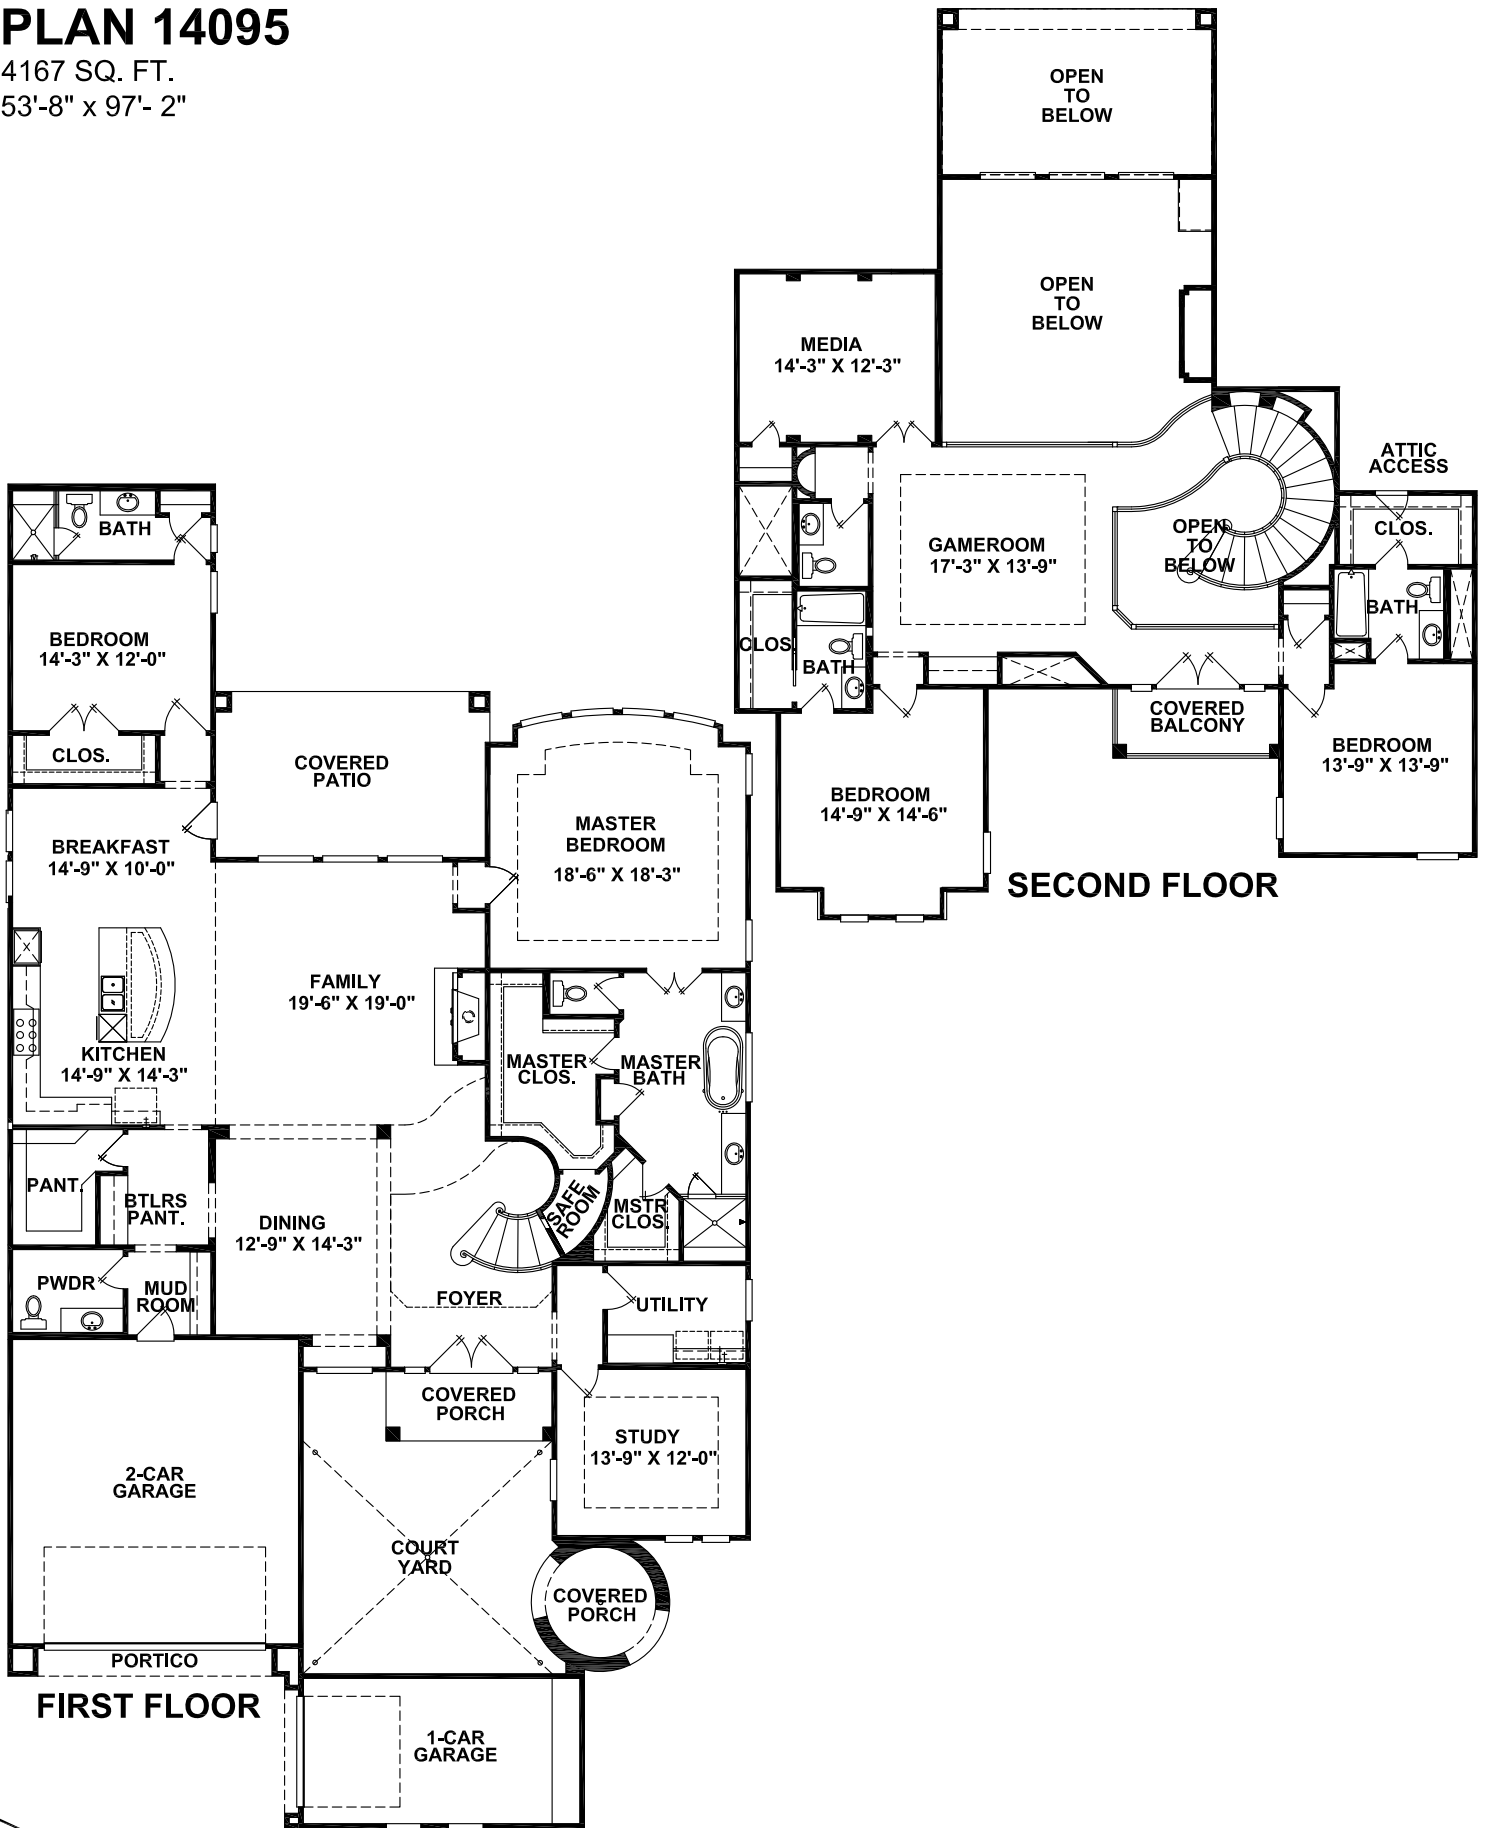 PLAN 14095
4167 SQ. FT.
53'-8" x 97'- 2"
OPEN
TO
BELOW
OPEN
TO
BELOW
MEDIA
14'-3" X 12'-3"
ATTIC
ACCESS
CLOS.
OPEN
TO
BELOW
GAMEROOM
17'-3" X 13'-9"
BATH
CLOS.
BATH
COVERED
BALCONY
BEDROOM
13'-9" X 13'-9"
BEDROOM
14'-9" X 14'-6"
SECOND FLOOR
BATH
BEDROOM
14'-3" X 12'-0"
CLOS.
COVERED
PATIO
BREAKFAST
14'-9" X 10'-0"
MASTER
BEDROOM
18'-6" X 18'-3"
FAMILY
19'-6" X 19'-0"
KITCHEN
14'-9" X 14'-3"
MASTER
CLOS.
MASTER
BATH
PANT.
BTLRS
PANT.
DINING
12'-9" X 14'-3"
SAFE
ROOM
MSTR
CLOS.
PWDR
MUD
ROOM
FOYER
UTILITY
COVERED
PORCH
STUDY
13'-9" X 12'-0"
2-CAR
GARAGE
COURT
YARD
COVERED
PORCH
PORTICO
FIRST FLOOR
1-CAR
GARAGE